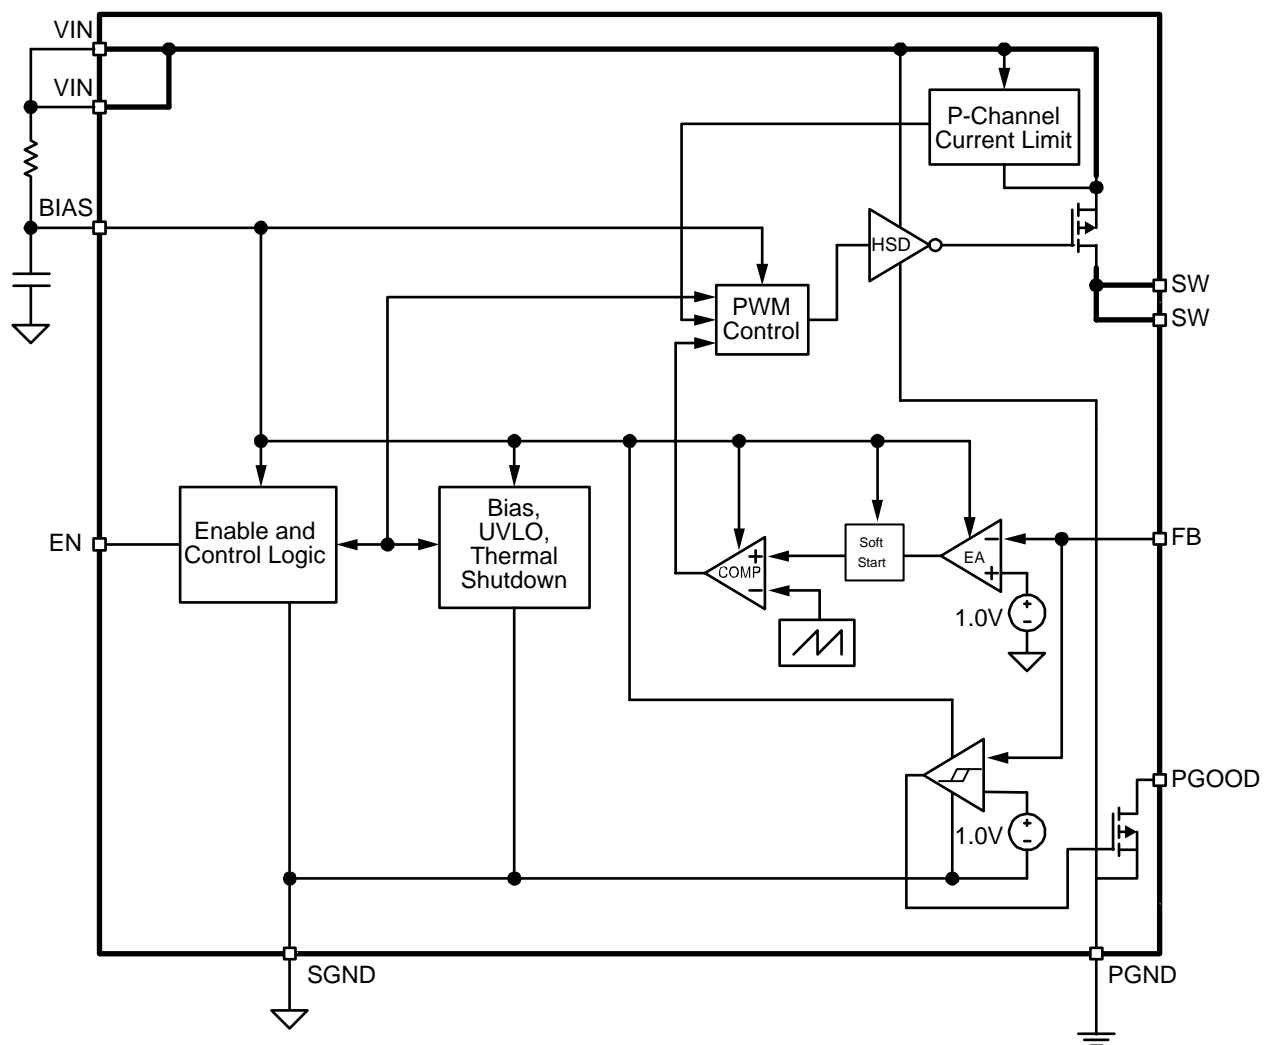 VIN
VIN
P-Channel
Current Limit
BIAS
HSD
SW
SW
PWM
Control
Enable and
Control Logic
Bias,
UVLO,
Thermal
Shutdown
EN
Soft
Start
+
COMP
−
−
EA
+
FB
1.0V
+
−
PGOOD
1.0V
+
−
SGND
PGND